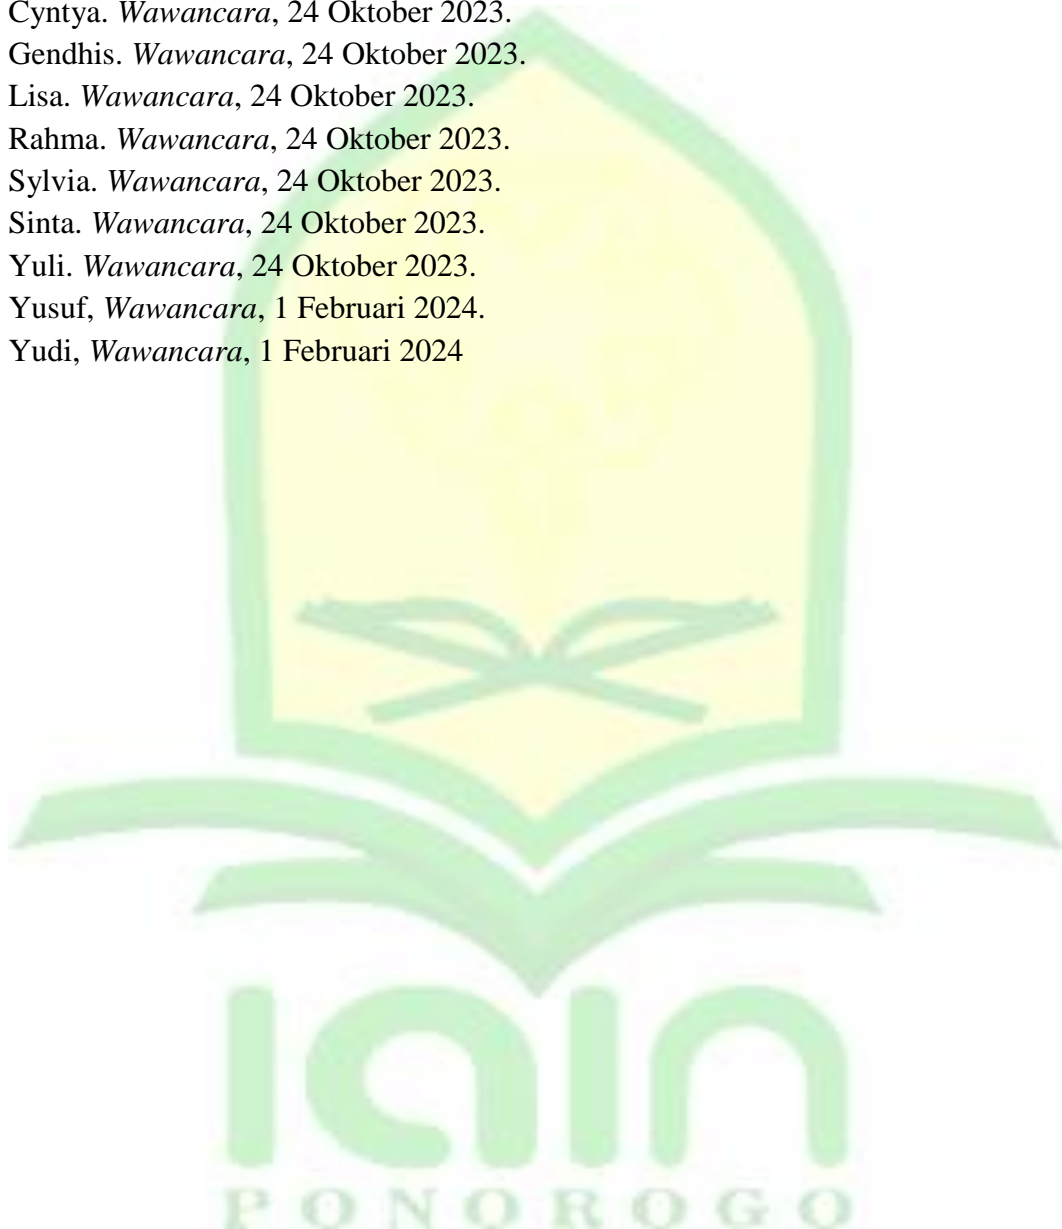 Cyntya. Wawancara, 24 Oktober 2023.
Gendhis. Wawancara, 24 Oktober 2023.
Lisa. Wawancara, 24 Oktober 2023.
Rahma. Wawancara, 24 Oktober 2023.
Sylvia. Wawancara, 24 Oktober 2023.
Sinta. Wawancara, 24 Oktober 2023.
Yuli. Wawancara, 24 Oktober 2023.
Yusuf, Wawancara, 1 Februari 2024.
Yudi, Wawancara, 1 Februari 2024
iain
PONOROGO